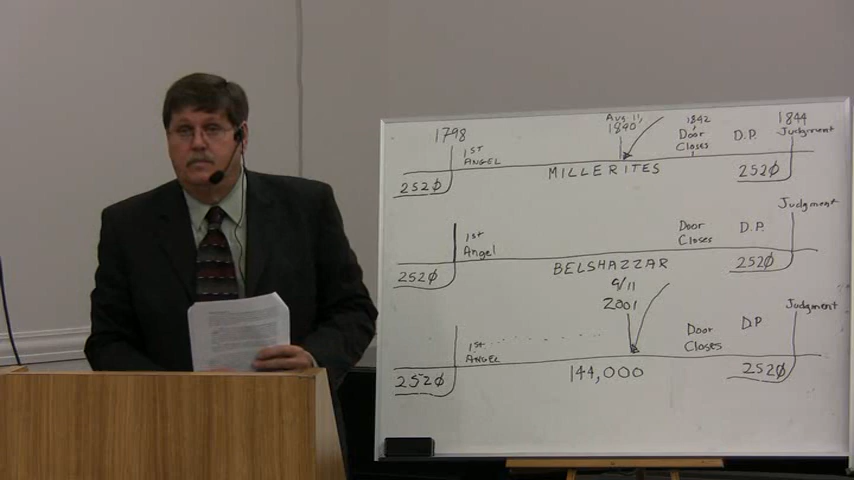 1798
Aug 11,
1840
1842
1844
1ST
ANGEL
Door
Closes
D.P
Judgment
2520
MILLERITES
2520
Judgment
1st
Angel
Door
Closes
D.P.
2520
BELSHAZZAR
2520
9/11
2001
Judgment
1st
ANGEL
Door
Closes
D.P
2520
144,000
2520